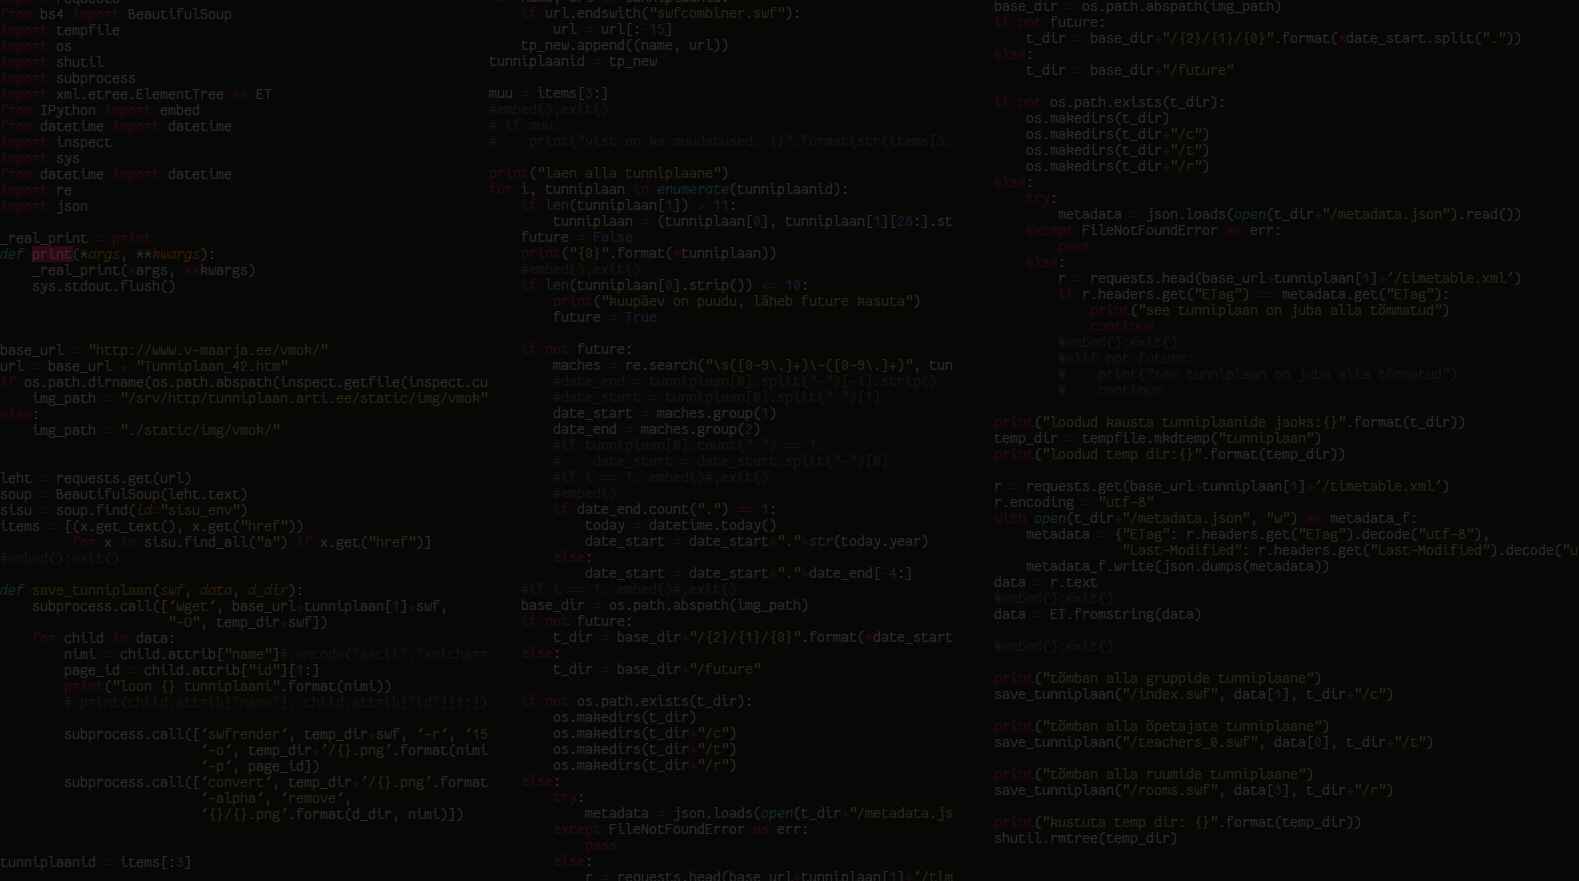 import requests
from bs4 import BeautifulSoup
import tempfile
import os
import shutil
import subprocess
import xml.etree.ElementTree as ET
from IPython import embed
from datetime import datetime
import inspect
import sys
from datetime import datetime
import re
import json
_real_print = print
def print(*args, **kwargs):
    _real_print(*args, **kwargs)
    sys.stdout.flush()
base_url = "http://www.v-maarja.ee/vmok/"
url = base_url + "Tunniplaan_42.htm"
if os.path.dirname(os.path.abspath(inspect.getfile(inspect.cu
    img_path = "/srv/http/tunniplaan.arti.ee/static/img/vmok"
else:
    img_path = "./static/img/vmok/"
leht = requests.get(url)
soup = BeautifulSoup(leht.text)
sisu = soup.find(id="sisu_env")
items = [(x.get_text(), x.get("href"))
         for x in sisu.find_all("a") if x.get("href")]
#embed();exit()
def save_tunniplaan(swf, data, d_dir):
    subprocess.call(['wget', base_url+tunniplaan[1]+swf,
                     "-O", temp_dir+swf])
    for child in data:
        nimi = child.attrib["name"]#.encode("ascii","xmlcharr
        page_id = child.attrib["id"][1:]
        print("loon {} tunniplaani".format(nimi))
        # print(child.attrib["name"], child.attrib["id"][1:])
        subprocess.call(['swfrender', temp_dir+swf, '-r', '15
                         '-o', temp_dir+'/{}.png'.format(nimi
                         '-p', page_id])
        subprocess.call(['convert', temp_dir+'/{}.png'.format
                         '-alpha', 'remove',
                         '{}/{}.png'.format(d_dir, nimi)])
tunniplaanid = items[:3]
    if url.endswith("swfcombiner.swf"):
        url = url[:-15]
    tp_new.append((name, url))
tunniplaanid = tp_new
muu = items[3:]
#embed();exit()
# if muu:
#    print("vist on ka muudatused: {}".format(str(items[3:
print("laen alla tunniplaane")
for i, tunniplaan in enumerate(tunniplaanid):
    if len(tunniplaan[1]) > 11:
        tunniplaan = (tunniplaan[0], tunniplaan[1][28:].st
    future = False
    print("{0}".format(*tunniplaan))
    #embed();exit()
    if len(tunniplaan[0].strip()) <= 10:
        print("kuupäev on puudu, läheb future kasuta")
        future = True
    if not future:
        maches = re.search("\s([0-9\.]+)\-([0-9\.]+)", tun
        #date_end = tunniplaan[0].split("-")[-1].strip()
        #date_start = tunniplaan[0].split(" ")[1]
        date_start = maches.group(1)
        date_end = maches.group(2)
        #if tunniplaan[0].count(" ") == 1:
        #    date_start = date_start.split("-")[0]
        #if i == 1: embed()#;exit()
        #embed()
        if date_end.count(".") == 1:
            today = datetime.today()
            date_start = date_start+"."+str(today.year)
        else:
            date_start = date_start+"."+date_end[-4:]
    #if i == 1: embed()#;exit()
    base_dir = os.path.abspath(img_path)
    if not future:
        t_dir = base_dir+"/{2}/{1}/{0}".format(*date_start
    else:
        t_dir = base_dir+"/future"
    if not os.path.exists(t_dir):
        os.makedirs(t_dir)
        os.makedirs(t_dir+"/c")
        os.makedirs(t_dir+"/t")
        os.makedirs(t_dir+"/r")
    else:
        try:
            metadata = json.loads(open(t_dir+"/metadata.js
        except FileNotFoundError as err:
            pass
        else:
            r = requests.head(base_url+tunniplaan[1]+'/tim
base_dir = os.path.abspath(img_path)
if not future:
    t_dir = base_dir+"/{2}/{1}/{0}".format(*date_start.split("."))
else:
    t_dir = base_dir+"/future"
if not os.path.exists(t_dir):
    os.makedirs(t_dir)
    os.makedirs(t_dir+"/c")
    os.makedirs(t_dir+"/t")
    os.makedirs(t_dir+"/r")
else:
    try:
        metadata = json.loads(open(t_dir+"/metadata.json").read())
    except FileNotFoundError as err:
        pass
    else:
        r = requests.head(base_url+tunniplaan[1]+'/timetable.xml')
        if r.headers.get("ETag") == metadata.get("ETag"):
            print("see tunniplaan on juba alla tõmmatud")
            continue
        #embed();exit()
        #elif not future:
        #    print("see tunniplaan on juba alla tõmmatud")
        #    continue
print("loodud kausta tunniplaanide jaoks:{}".format(t_dir))
temp_dir = tempfile.mkdtemp("tunniplaan")
print("loodud temp dir:{}".format(temp_dir))
r = requests.get(base_url+tunniplaan[1]+'/timetable.xml')
r.encoding = "utf-8"
with open(t_dir+"/metadata.json", "w") as metadata_f:
    metadata = {"ETag": r.headers.get("ETag").decode("utf-8"),
                "Last-Modified": r.headers.get("Last-Modified").decode("u
    metadata_f.write(json.dumps(metadata))
data = r.text
#embed();exit()
data = ET.fromstring(data)
#embed();exit()
print("tõmban alla gruppide tunniplaane")
save_tunniplaan("/index.swf", data[1], t_dir+"/c")
print("tõmban alla õpetajate tunniplaane")
save_tunniplaan("/teachers_0.swf", data[0], t_dir+"/t")
print("tõmban alla ruumide tunniplaane")
save_tunniplaan("/rooms.swf", data[3], t_dir+"/r")
print("kustuta temp dir: {}".format(temp_dir))
shutil.rmtree(temp_dir)